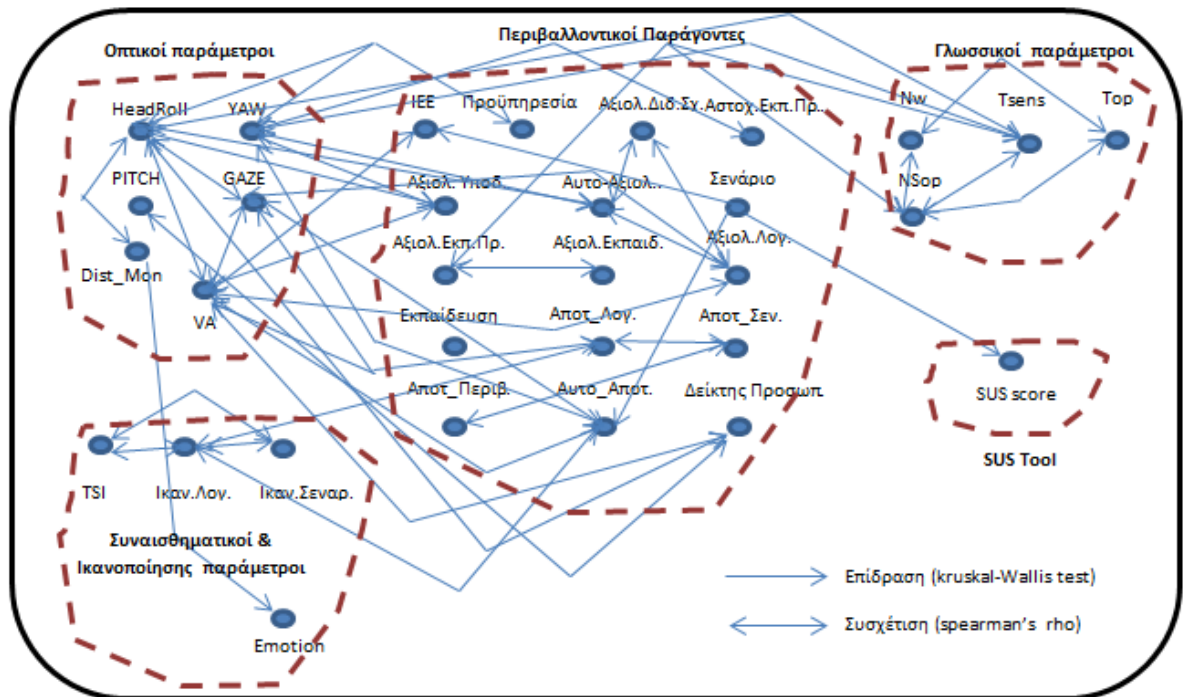 Οπτικοί παράμετροι
Περιβαλλοντικοί Παράγοντες
Γλωσσικοί παράμετροι
HeadRoll
YAW
PITCH
GAZE
Dist_Mon
VA
ΙΕΕ
Προϋπηρεσία
Αξιολ.Διδ.Σχ.
Αστοχ.Εκπ.Πρ..
Αξιολ. Υποδ.
Αυτο-Αξιολ..
Σενάριο
Αξιολ.Εκπ.Πρ.
Αξιολ.Εκπαιδ.
Αξιολ.Λογ.
Εκπαίδευση
Αποτ_Λογ.
Αποτ_Σεν.
Αποτ_Περιβ.
Αυτο_Αποτ.
Δείκτης Προσωπ.
Nw
Tsens
Top
NSop
SUS score
SUS Tool
TSI
Ικαν.Λογ.
Ικαν.Σεναρ.
Συναισθηματικοί &
Ικανοποίησης παράμετροι
Emotion
Επίδραση (kruskal-Wallis test)
Συσχέτιση (spearman's rho)